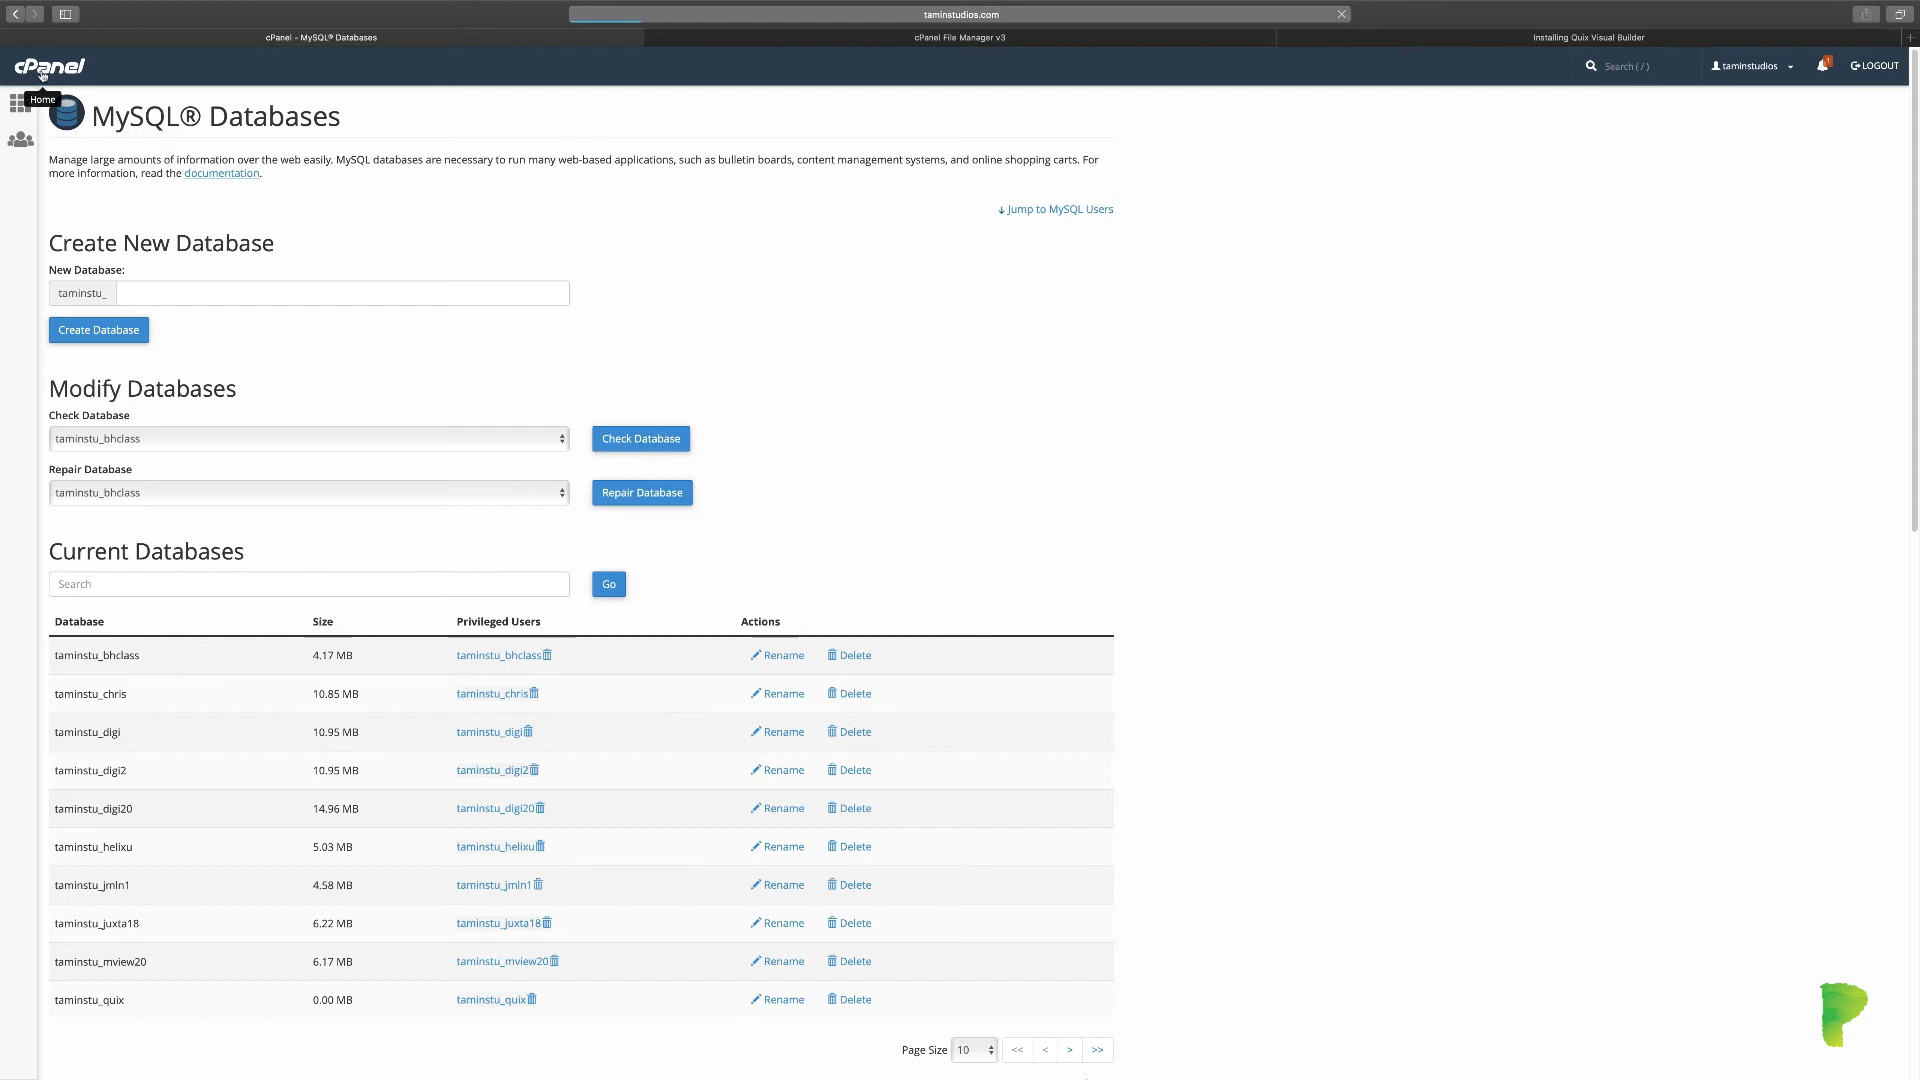 taminstudios.com
cPanel - MySQL® Databases
cPanel File Manager v3
Installing Quix Visual Builder
cPanel
Search ( / )
taminstudios
1
LOGOUT
Home
MySQL® Databases
Manage large amounts of information over the web easily. MySQL databases are necessary to run many web-based applications, such as bulletin boards, content management systems, and online shopping carts. For
more information, read the documentation.
Jump to MySQL Users
Create New Database
New Database:
taminstu_
Create Database
Modify Databases
Check Database
taminstu_bhclass
Check Database
Repair Database
taminstu_bhclass
Repair Database
Current Databases
Search
Go
Database Size Privileged Users Actions
taminstu_bhclass 4.17 MB taminstu_bhclass Rename Delete
taminstu_chris 10.85 MB taminstu_chris Rename Delete
taminstu_digi 10.95 MB taminstu_digi Rename Delete
taminstu_digi2 10.95 MB taminstu_digi2 Rename Delete
taminstu_digi20 14.96 MB taminstu_digi20 Rename Delete
taminstu_helixu 5.03 MB taminstu_helixu Rename Delete
taminstu_jmln1 4.58 MB taminstu_jmln1 Rename Delete
taminstu_juxta18 6.22 MB taminstu_juxta18 Rename Delete
taminstu_mview20 6.17 MB taminstu_mview20 Rename Delete
taminstu_quix 0.00 MB taminstu_quix Rename Delete
Page Size 10 << < > >>